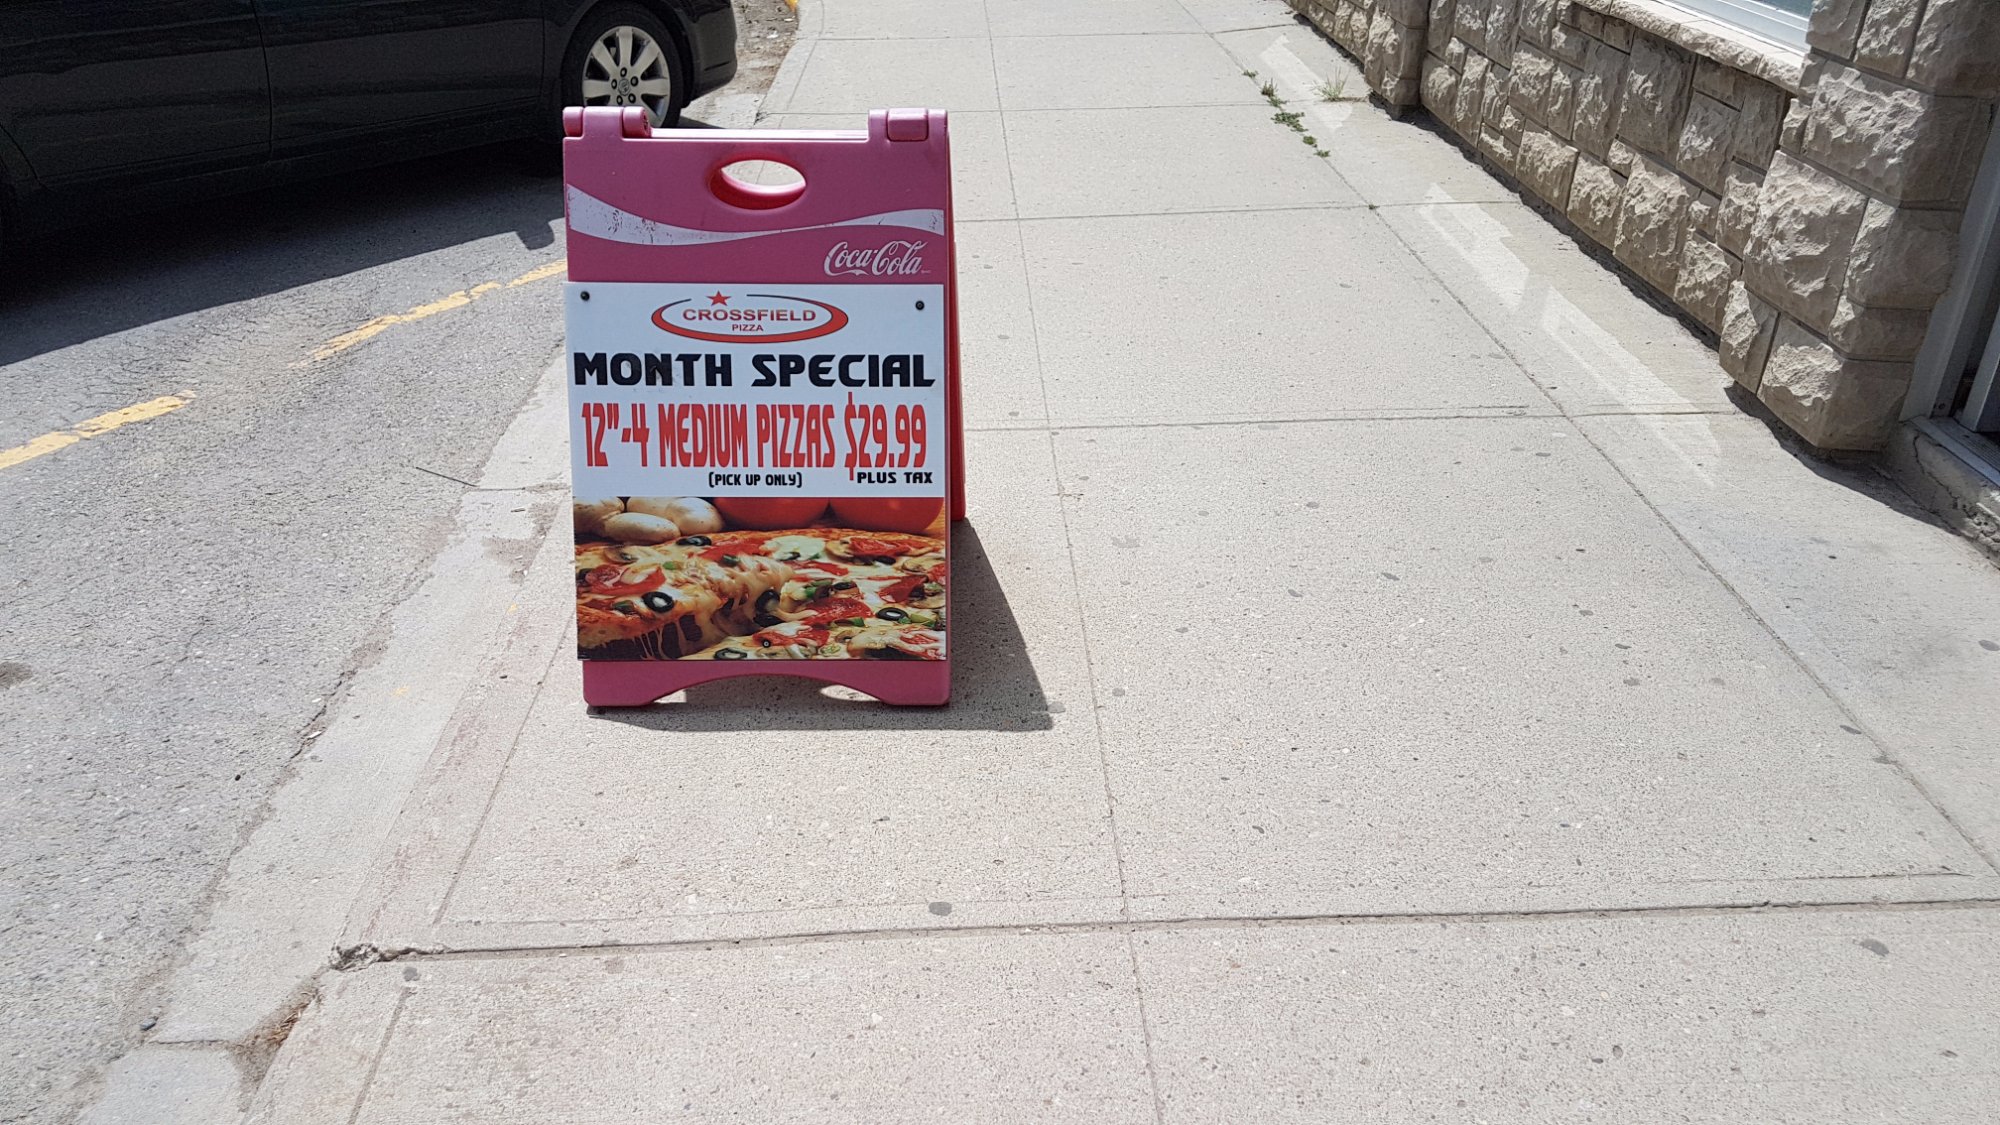 Coca-Cola
CROSSFIELD
PIZZA
MONTH SPECIAL
12"-4 MEDIUM PIZZAS $29.99
(PICK UP ONLY) PLUS TAX